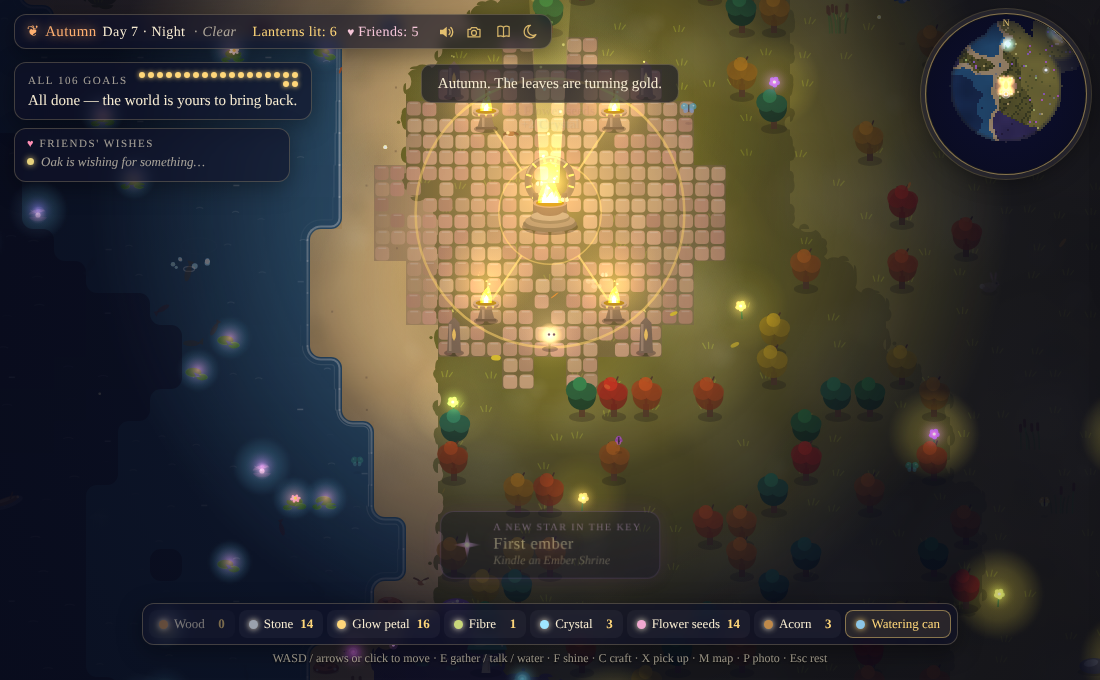 Autumn Day 7 · Night · Clear Lanterns lit: 6 ♥ Friends: 5
N
ALL 106 GOALS
All done — the world is yours to bring back.
Autumn. The leaves are turning gold.
♥ FRIENDS' WISHES
Oak is wishing for something…
A NEW STAR IN THE KEY
First ember
Kindle an Ember Shrine
Wood 0 Stone 14 Glow petal 16 Fibre 1 Crystal 3 Flower seeds 14 Acorn 3 Watering can
WASD / arrows or click to move · E gather / talk / water · F shine · C craft · X pick up · M map · P photo · Esc rest